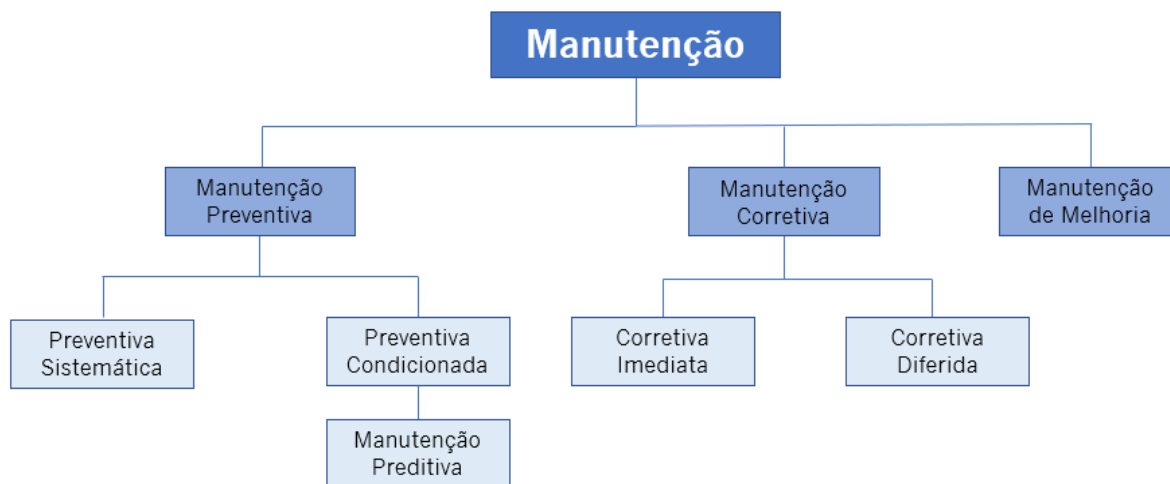 Manutenção
Manutenção
Preventiva
Manutenção
Corretiva
Manutenção
de Melhoria
Preventiva
Sistemática
Preventiva
Condicionada
Corretiva
Imediata
Corretiva
Diferida
Manutenção
Preditiva